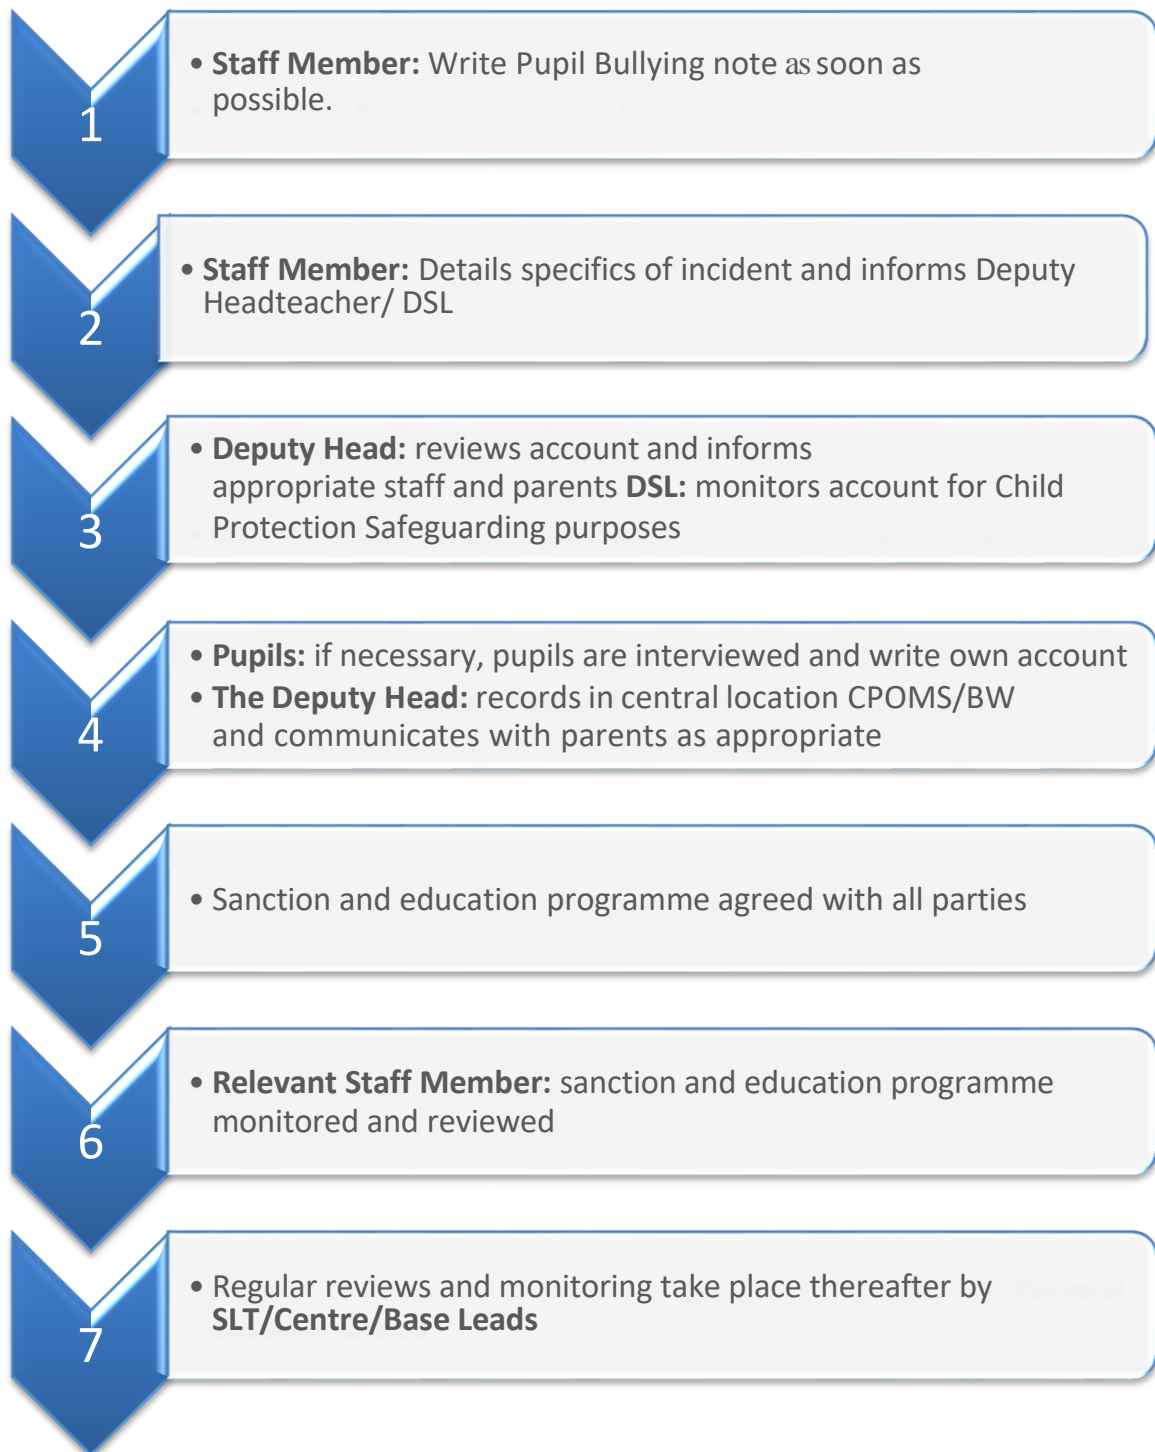 1
• Staff Member: Write Pupil Bullying note as soon as
possible.
2
• Staff Member: Details specifics of incident and informs Deputy
Headteacher/ DSL
3
• Deputy Head: reviews account and informs
appropriate staff and parents DSL: monitors account for Child
Protection Safeguarding purposes
4
• Pupils: if necessary, pupils are interviewed and write own account
• The Deputy Head: records in central location CPOMS/BW
and communicates with parents as appropriate
5
• Sanction and education programme agreed with all parties
6
• Relevant Staff Member: sanction and education programme
monitored and reviewed
7
• Regular reviews and monitoring take place thereafter by
SLT/Centre/Base Leads